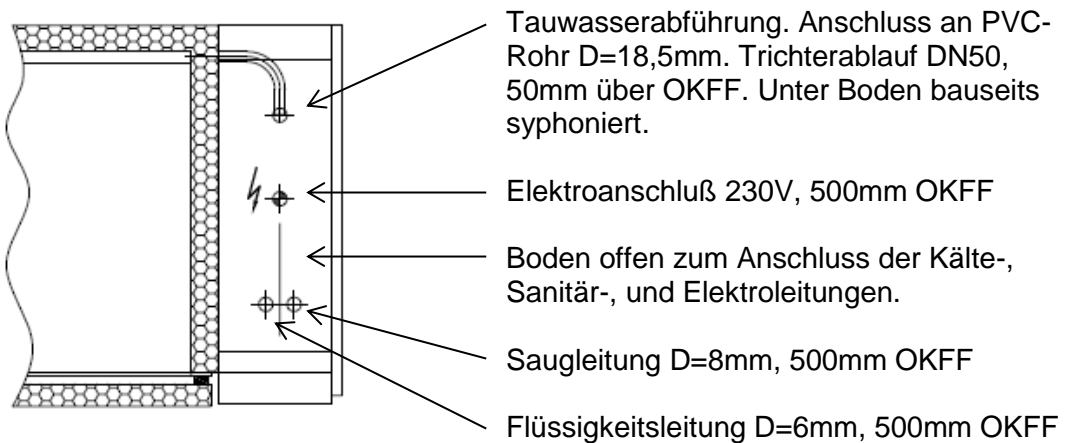 Tauwasserabführung. Anschluss an PVC-
Rohr D=18,5mm. Trichterablauf DN50,
50mm über OKFF. Unter Boden bauseits
syphoniert.
Elektroanschluß 230V, 500mm OKFF
Boden offen zum Anschluss der Kälte-,
Sanitär-, und Elektroleitungen.
Saugleitung D=8mm, 500mm OKFF
Flüssigkeitsleitung D=6mm, 500mm OKFF